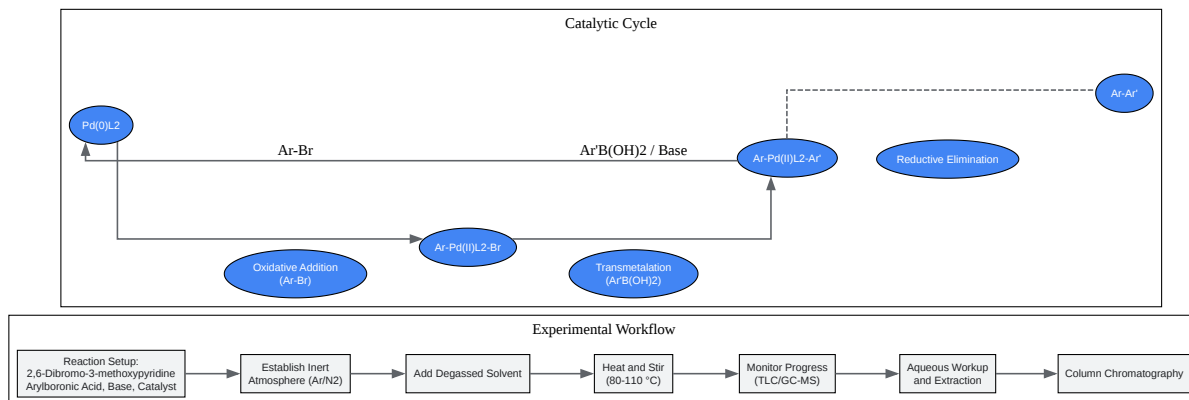 Catalytic Cycle
Ar-Ar'
Pd(0)L2
Ar-Br
Ar'B(OH)2 / Base
Ar-Pd(II)L2-Ar'
Reductive Elimination
Ar-Pd(II)L2-Br
Oxidative Addition
(Ar-Br)
Transmetalation
(Ar'B(OH)2)
Experimental Workflow
Reaction Setup:
2,6-Dibromo-3-methoxypyridine
Arylboronic Acid, Base, Catalyst
Establish Inert
Atmosphere (Ar/N2)
Add Degassed Solvent
Heat and Stir
(80-110 °C)
Monitor Progress
(TLC/GC-MS)
Aqueous Workup
and Extraction
Column Chromatography